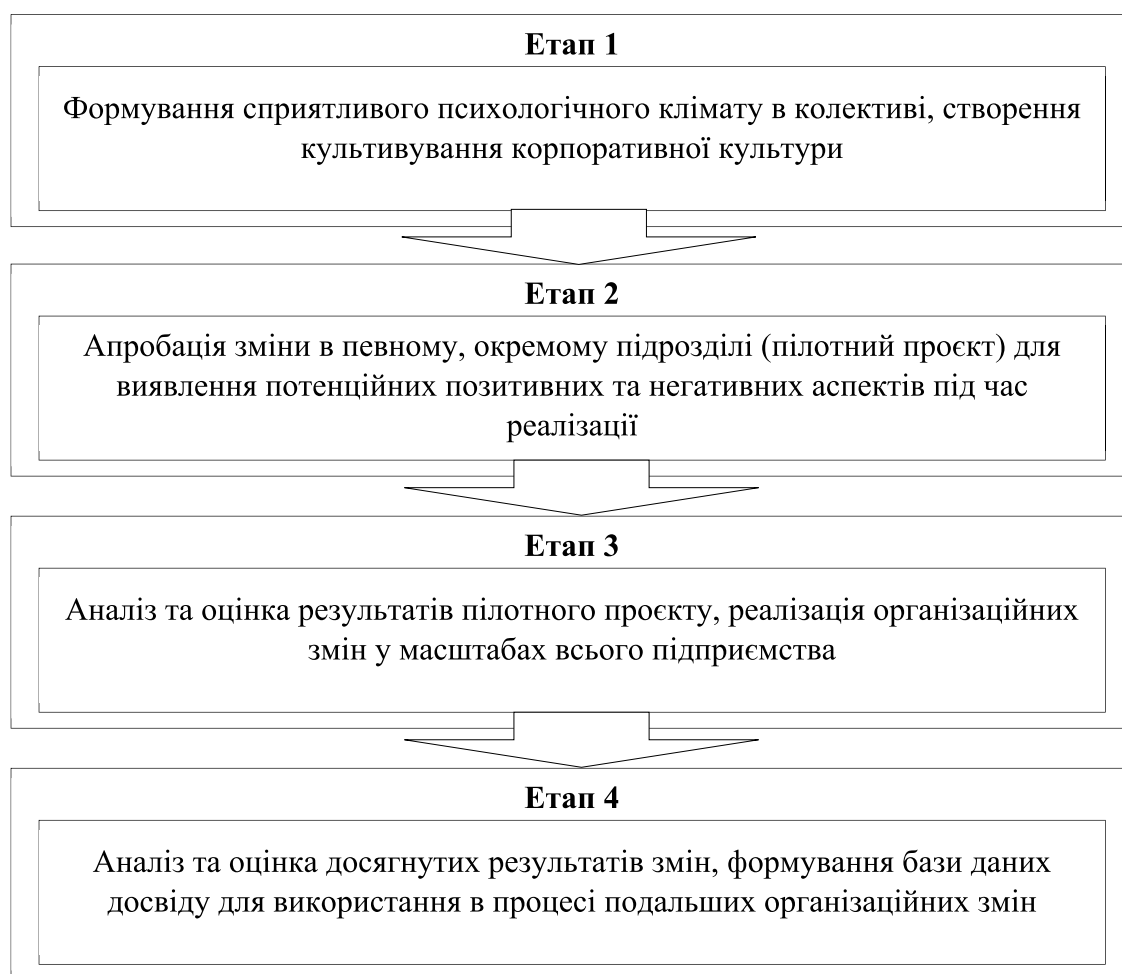 Етап 1
Формування сприятливого психологічного клімату в колективі, створення
культивування корпоративної культури
Етап 2
Апробація зміни в певному, окремому підрозділі (пілотний проєкт) для
виявлення потенційних позитивних та негативних аспектів під час
реалізації
Етап 3
Аналіз та оцінка результатів пілотного проєкту, реалізація організаційних
змін у масштабах всього підприємства
Етап 4
Аналіз та оцінка досягнутих результатів змін, формування бази даних
досвіду для використання в процесі подальших організаційних змін